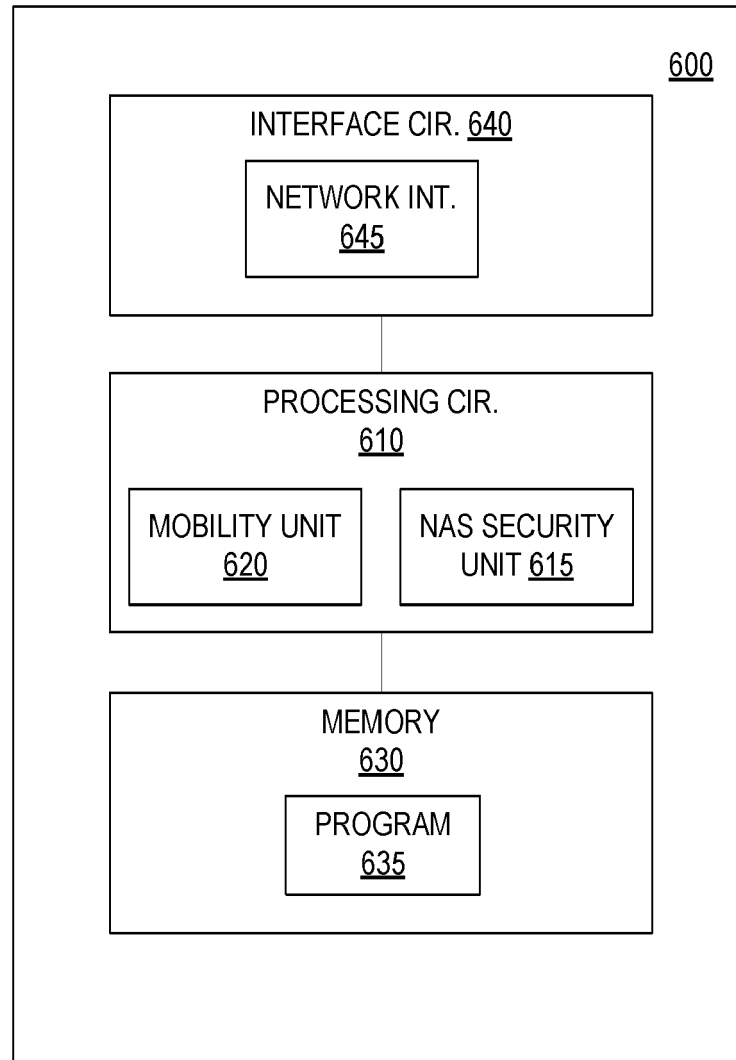 600
INTERFACE CIR. 640
NETWORK INT.
645
PROCESSING CIR.
610
MOBILITY UNIT
620
NAS SECURITY
UNIT 615
MEMORY
630
PROGRAM
635